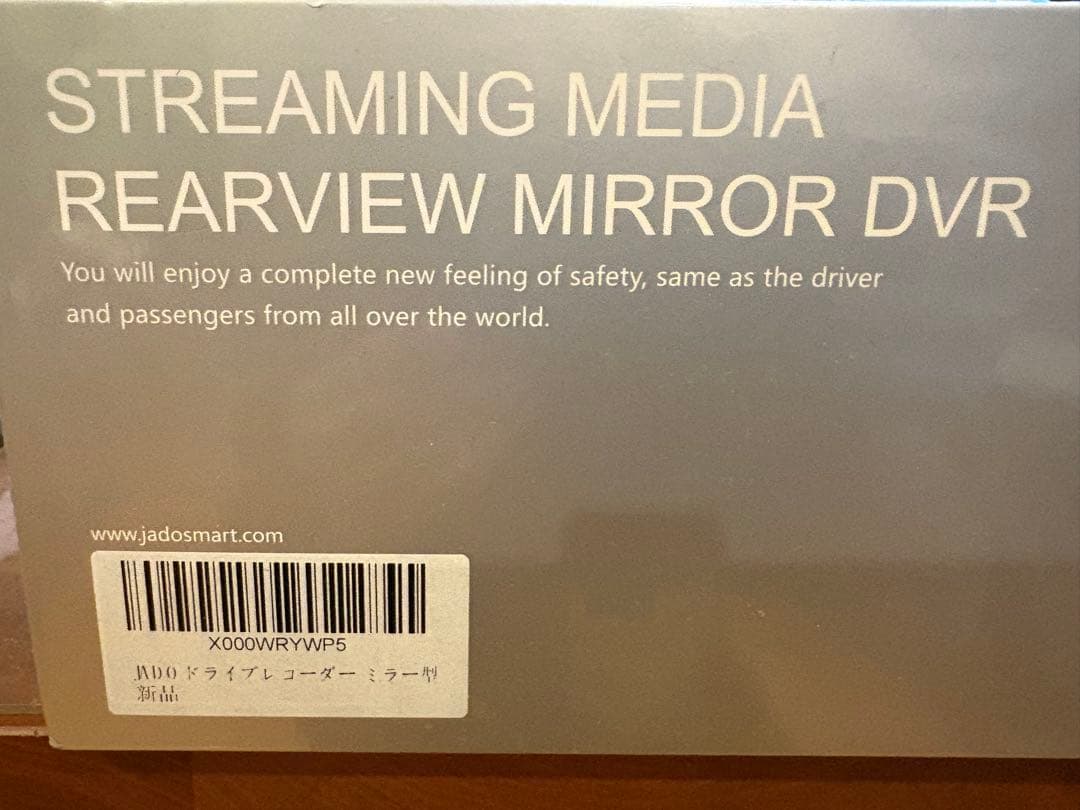 STREAMING MEDIA
REARVIEW MIRROR DVR
You will enjoy a complete new feeling of safety, same as the driver
and passengers from all over the world.
www.jadosmart.com
X000WRYWP5
JADO ドライブレコーダー ミラー型
新品